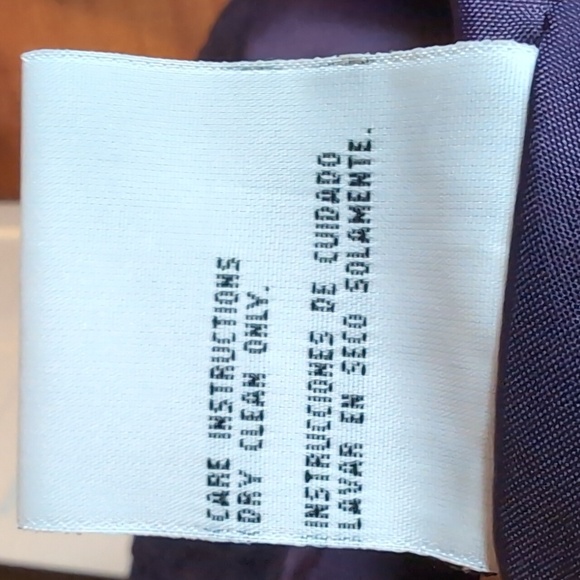 CARE INSTRUCTIONS
DRY CLEAN ONLY.
INSTRUCCIONES DE CUIDADO
LAVAR EN SECO SOLAMENTE.